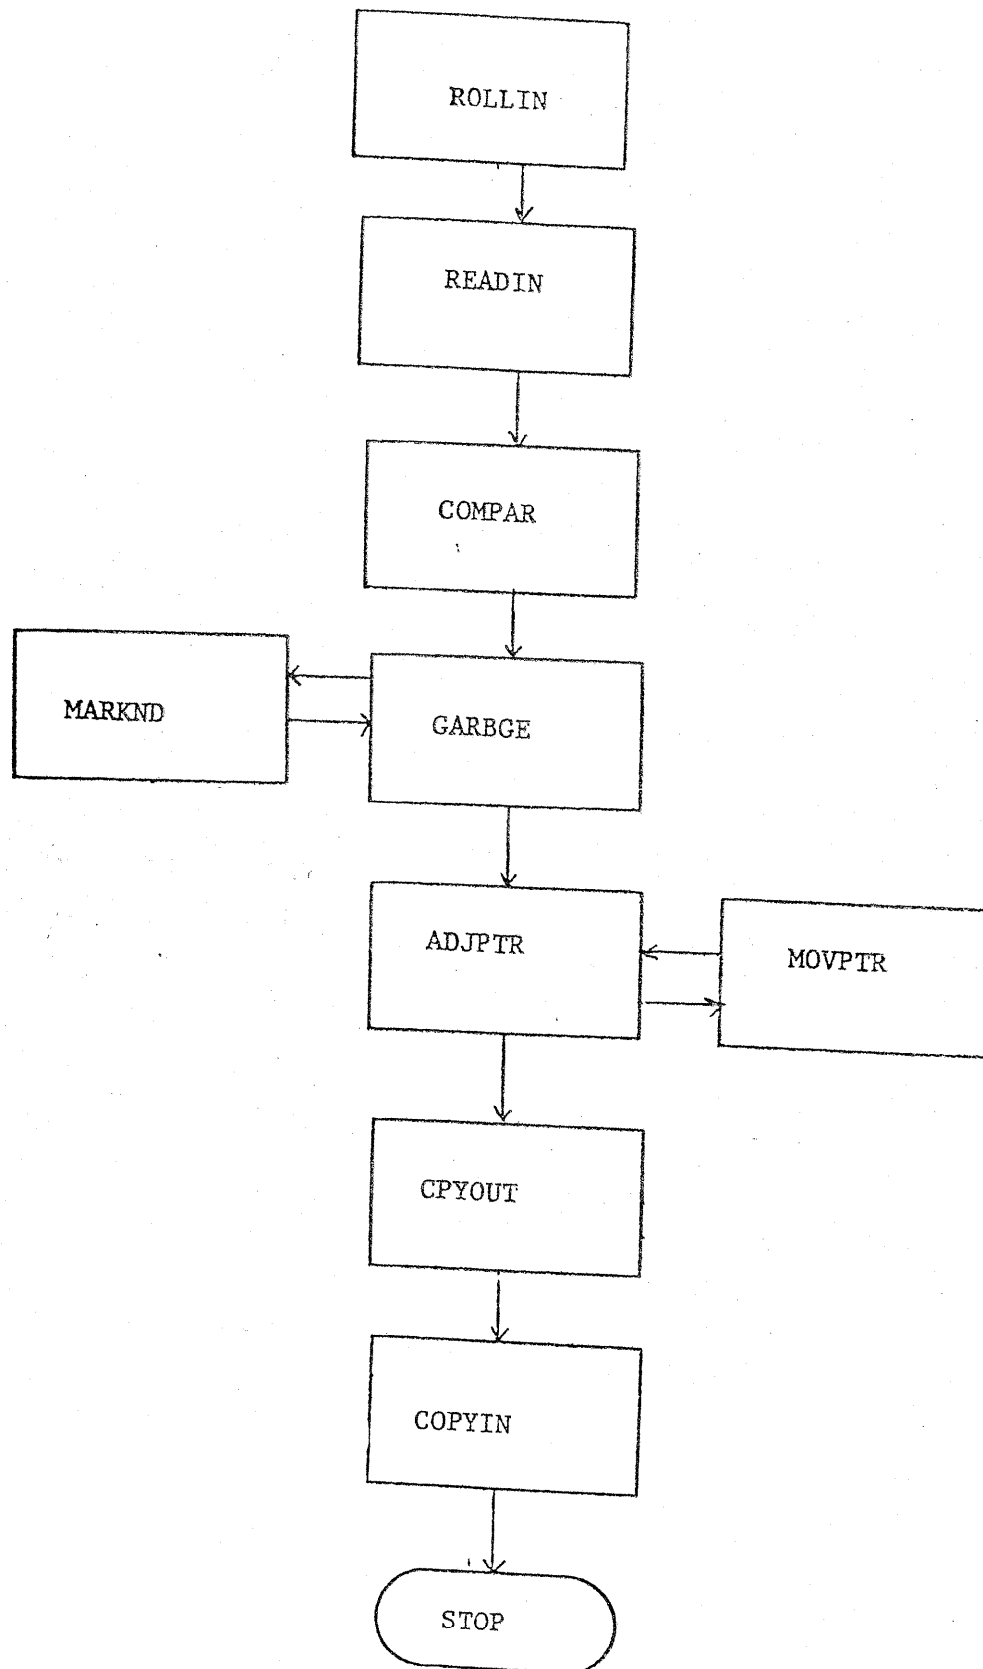 ROLLIN
READIN
COMPAR
MARKND
GARBGE
ADJPTR
MOVPTR
CPYOUT
COPYIN
STOP